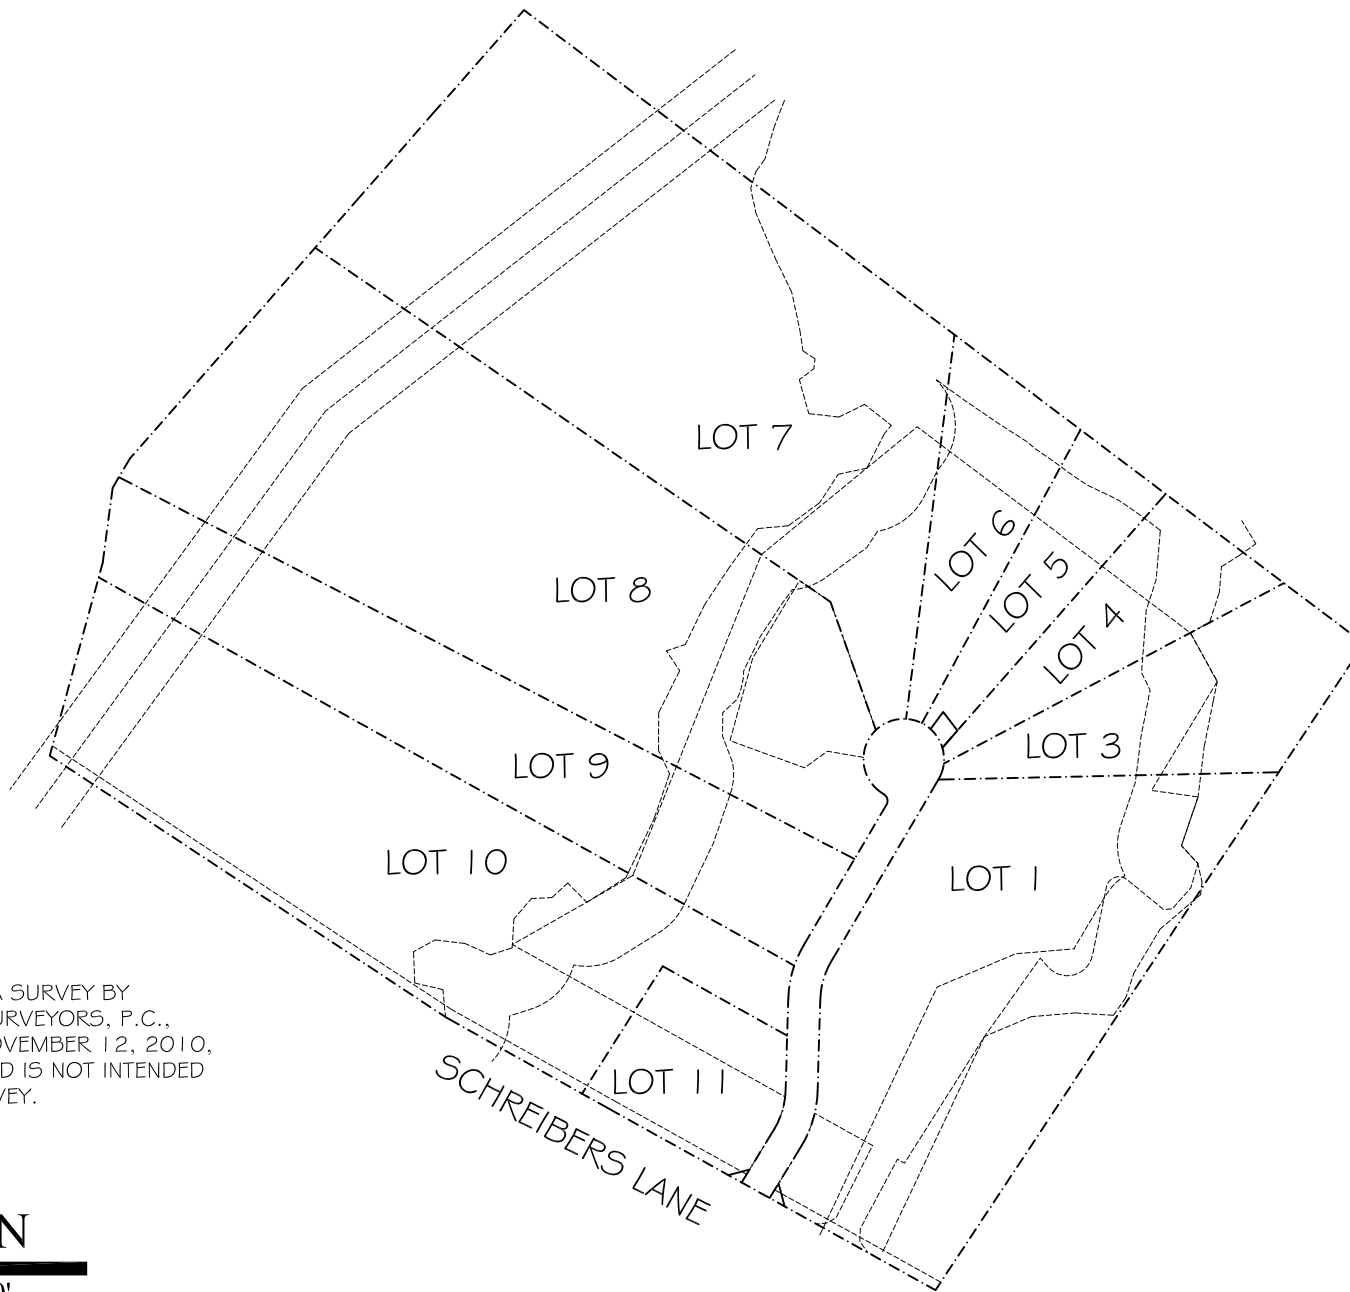 LOT 7
LOT 6
LOT 5
LOT 8
LOT 4
LOT 3
LOT 9
LOT 10
LOT 1
A SURVEY BY
URVEYORS, P.C.,
OVEMBER 12, 2010,
D IS NOT INTENDED
VEY.
LOT 11
SCHREIBERS LANE
N
0'